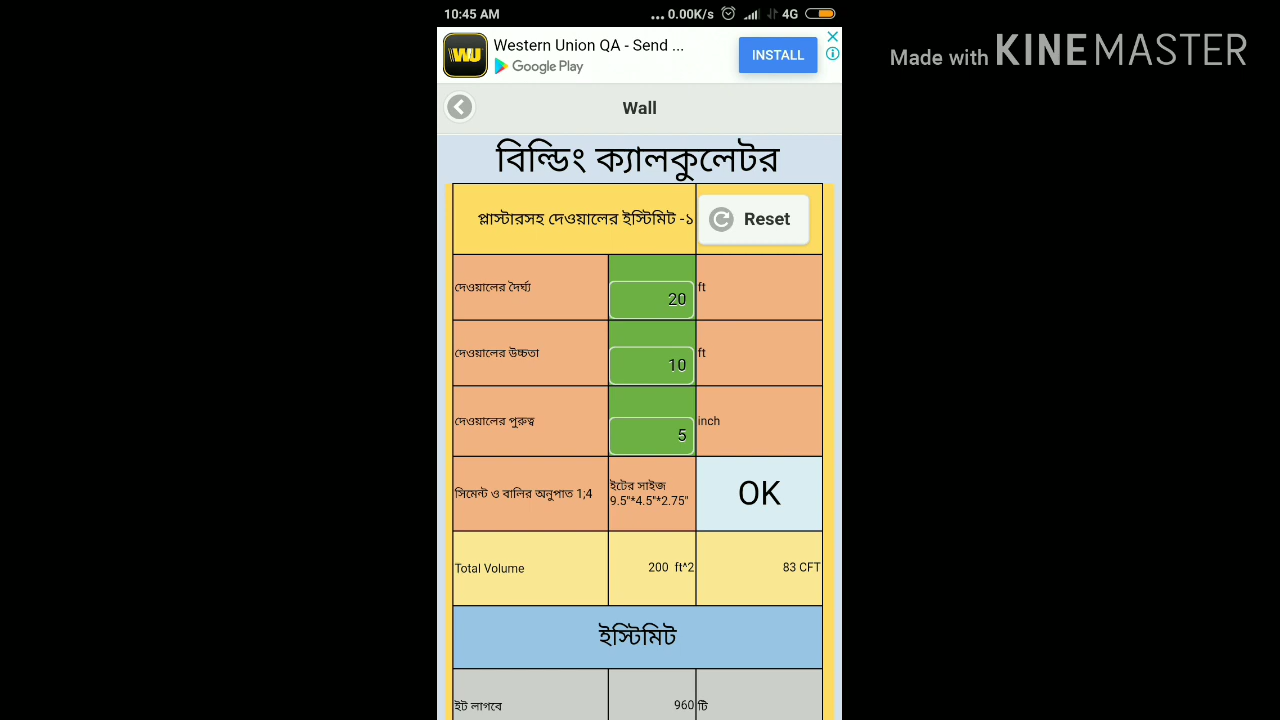 10:45 AM ... 0.00K/s 4G
Western Union QA - Send ...
Google Play
INSTALL
WU
Made with KINEMASTER
Wall
বিল্ডিং ক্যালকুলেটর
প্লাস্টারসহ দেওয়ালের ইস্টিমিট -১
Reset
দেওয়ালের দৈর্ঘ্য 20 ft
দেওয়ালের উচ্চতা 10 ft
দেওয়ালের পুরুত্ব 5 inch
সিমেন্ট ও বালির অনুপাত 1;4
ইটের সাইজ
9.5"*4.5"*2.75"
OK
Total Volume 200 ft^2 83 CFT
ইস্টিমিট
ইট লাগবে 960 টি